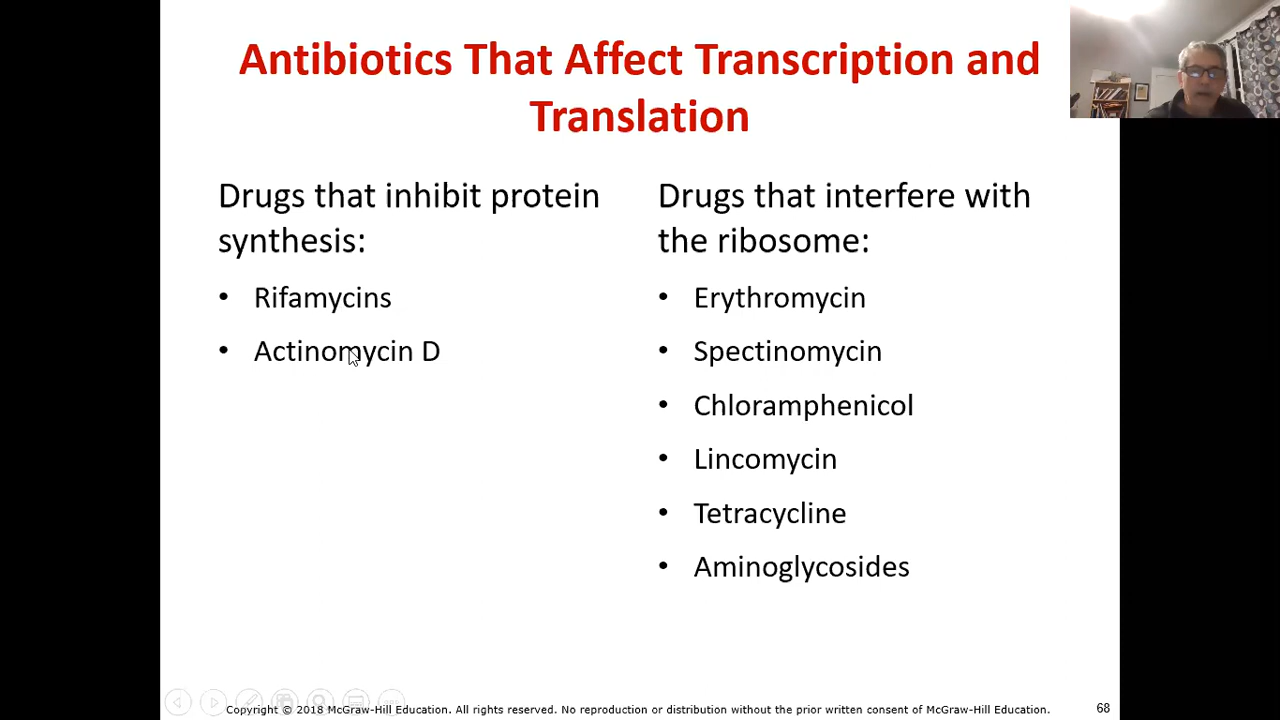 Antibiotics That Affect Transcription and
Translation
Drugs that inhibit protein
synthesis:
• Rifamycins
• Actinomycin D
Drugs that interfere with
the ribosome:
• Erythromycin
• Spectinomycin
• Chloramphenicol
• Lincomycin
• Tetracycline
• Aminoglycosides
Copyright © 2018 McGraw-Hill Education. All rights reserved. No reproduction or distribution without the prior written consent of McGraw-Hill Education.
68